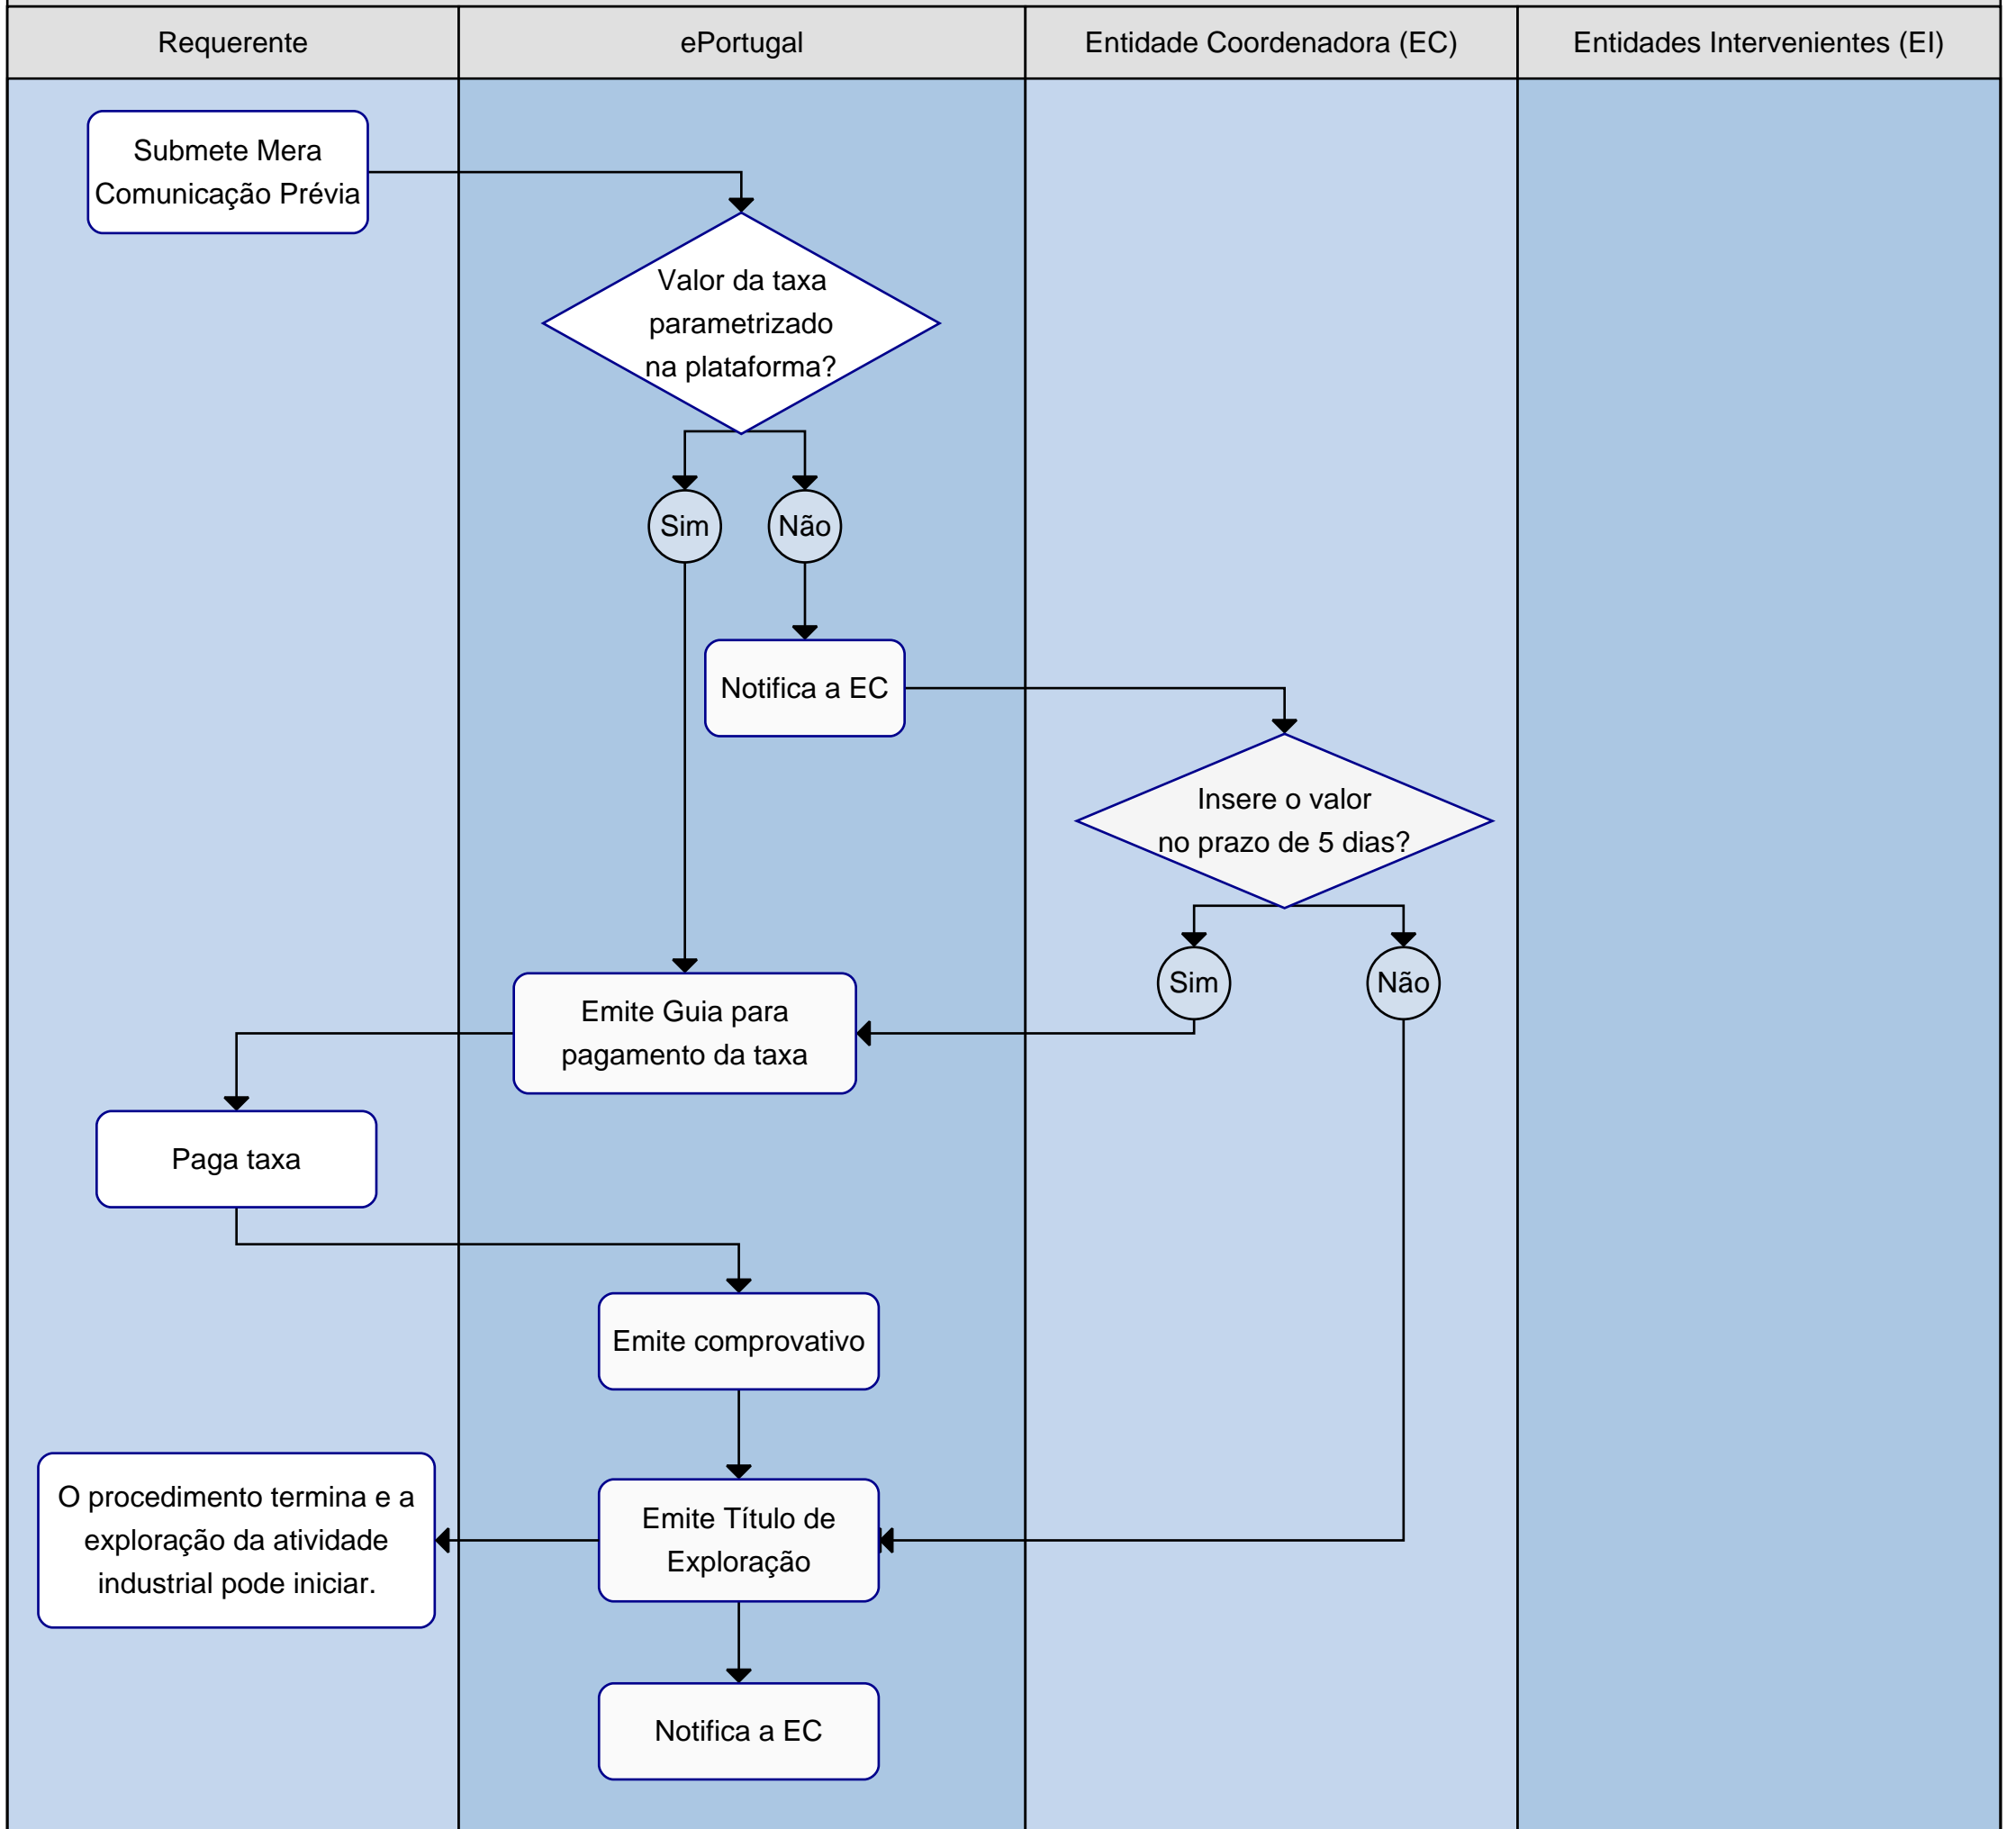 Requerente
ePortugal
Entidade Coordenadora (EC)
Entidades Intervenientes (EI)
Submete Mera
Comunicação Prévia
Valor da taxa
parametrizado
na plataforma?
Sim
Não
Notifica a EC
Insere o valor
no prazo de 5 dias?
Sim
Não
Emite Guia para
pagamento da taxa
Paga taxa
Emite comprovativo
O procedimento termina e a
exploração da atividade
industrial pode iniciar.
Emite Título de
Exploração
Notifica a EC